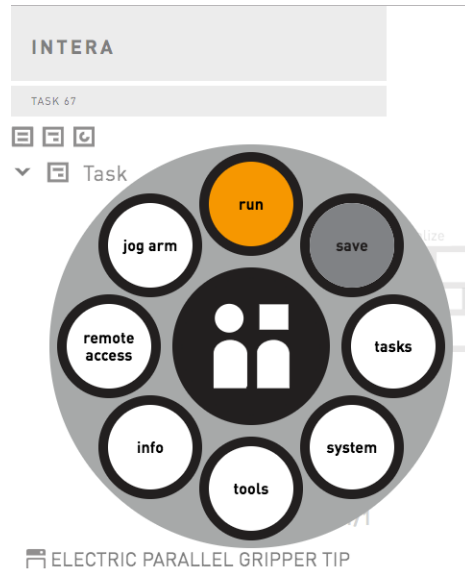 INTERA
TASK 67
Task
run
jog arm
save
remote
access
tasks
info
system
tools
ELECTRIC PARALLEL GRIPPER TIP